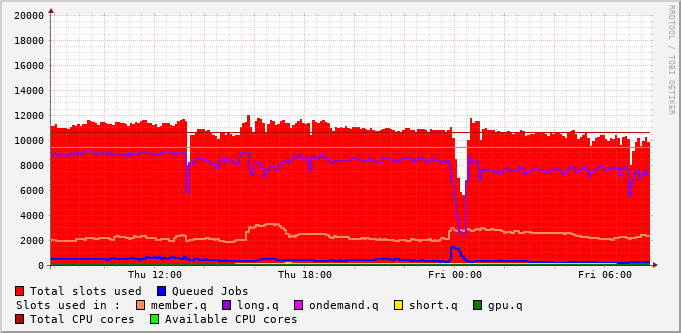 20000
18000
16000
14000
12000
10000
8000
6000
4000
2000
0
Thu 12:00 Thu 18:00 Fri 00:00 Fri 06:00
RRDTOOL / TOBI OETIKER
Total slots used Queued Jobs
Slots used in : member.q long.q ondemand.q short.q gpu.q
Total CPU cores Available CPU cores